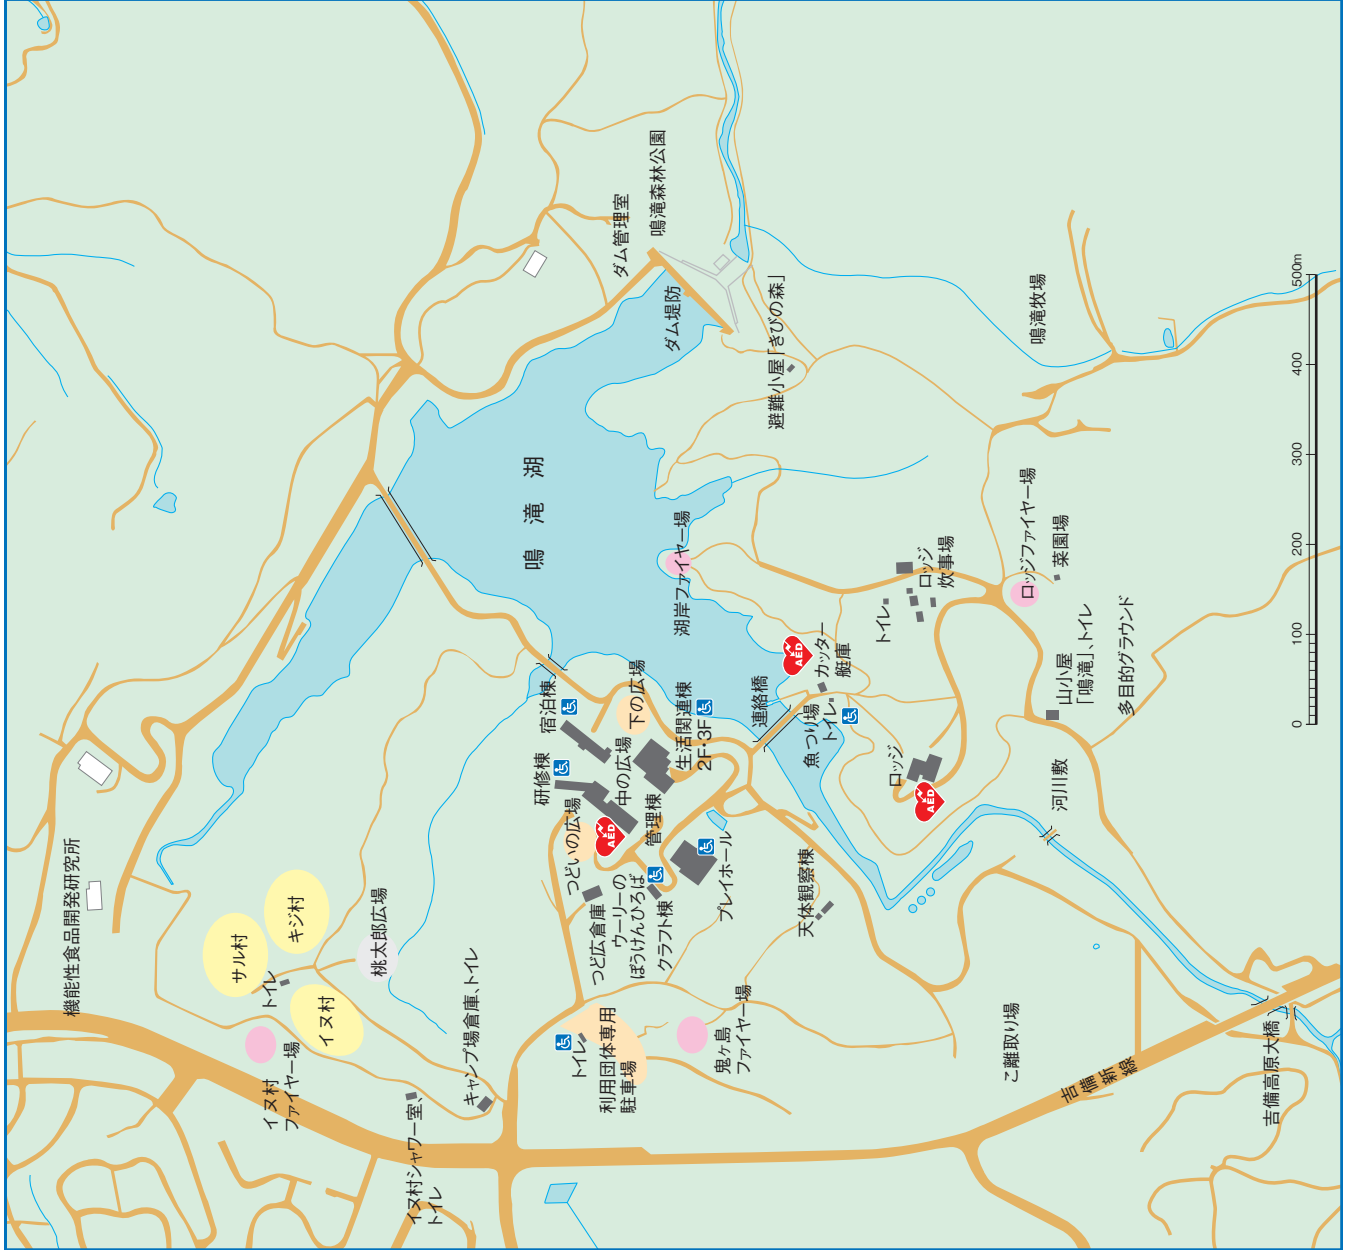 機能性食品開発研究所
サル村
キジ村
イヌ村
トイレ
桃太郎広場
イヌ村
ファイヤー場
イヌ村シャワー室、
トイレ
キャンプ場倉庫、トイレ
鳴滝湖
ダム管理室
鳴滝森林公園
ダム堤防
避難小屋「きびの森」
鳴滝牧場
湖岸ファイヤー場
宿泊棟
研修棟
下の広場
中の広場
生活関連棟
2F・3F
つどいの広場
AED
管理棟
つど広倉庫
ウーリーの
ぼうけんひろば
クラフト棟
プレイホール
連絡橋
AED
カッター
艇庫
魚つり場
トイレ
トイレ
ロッジ
炊事場
ロッジファイヤー場
菜園場
ロッジ
AED
山小屋
「鳴滝」、トイレ
多目的グラウンド
河川敷
天体観察棟
トイレ
利用団体専用
駐車場
鬼ヶ島
ファイヤー場
こ離取り場
吉備新線
吉備高原大橋
0 100 200 300 400 500m